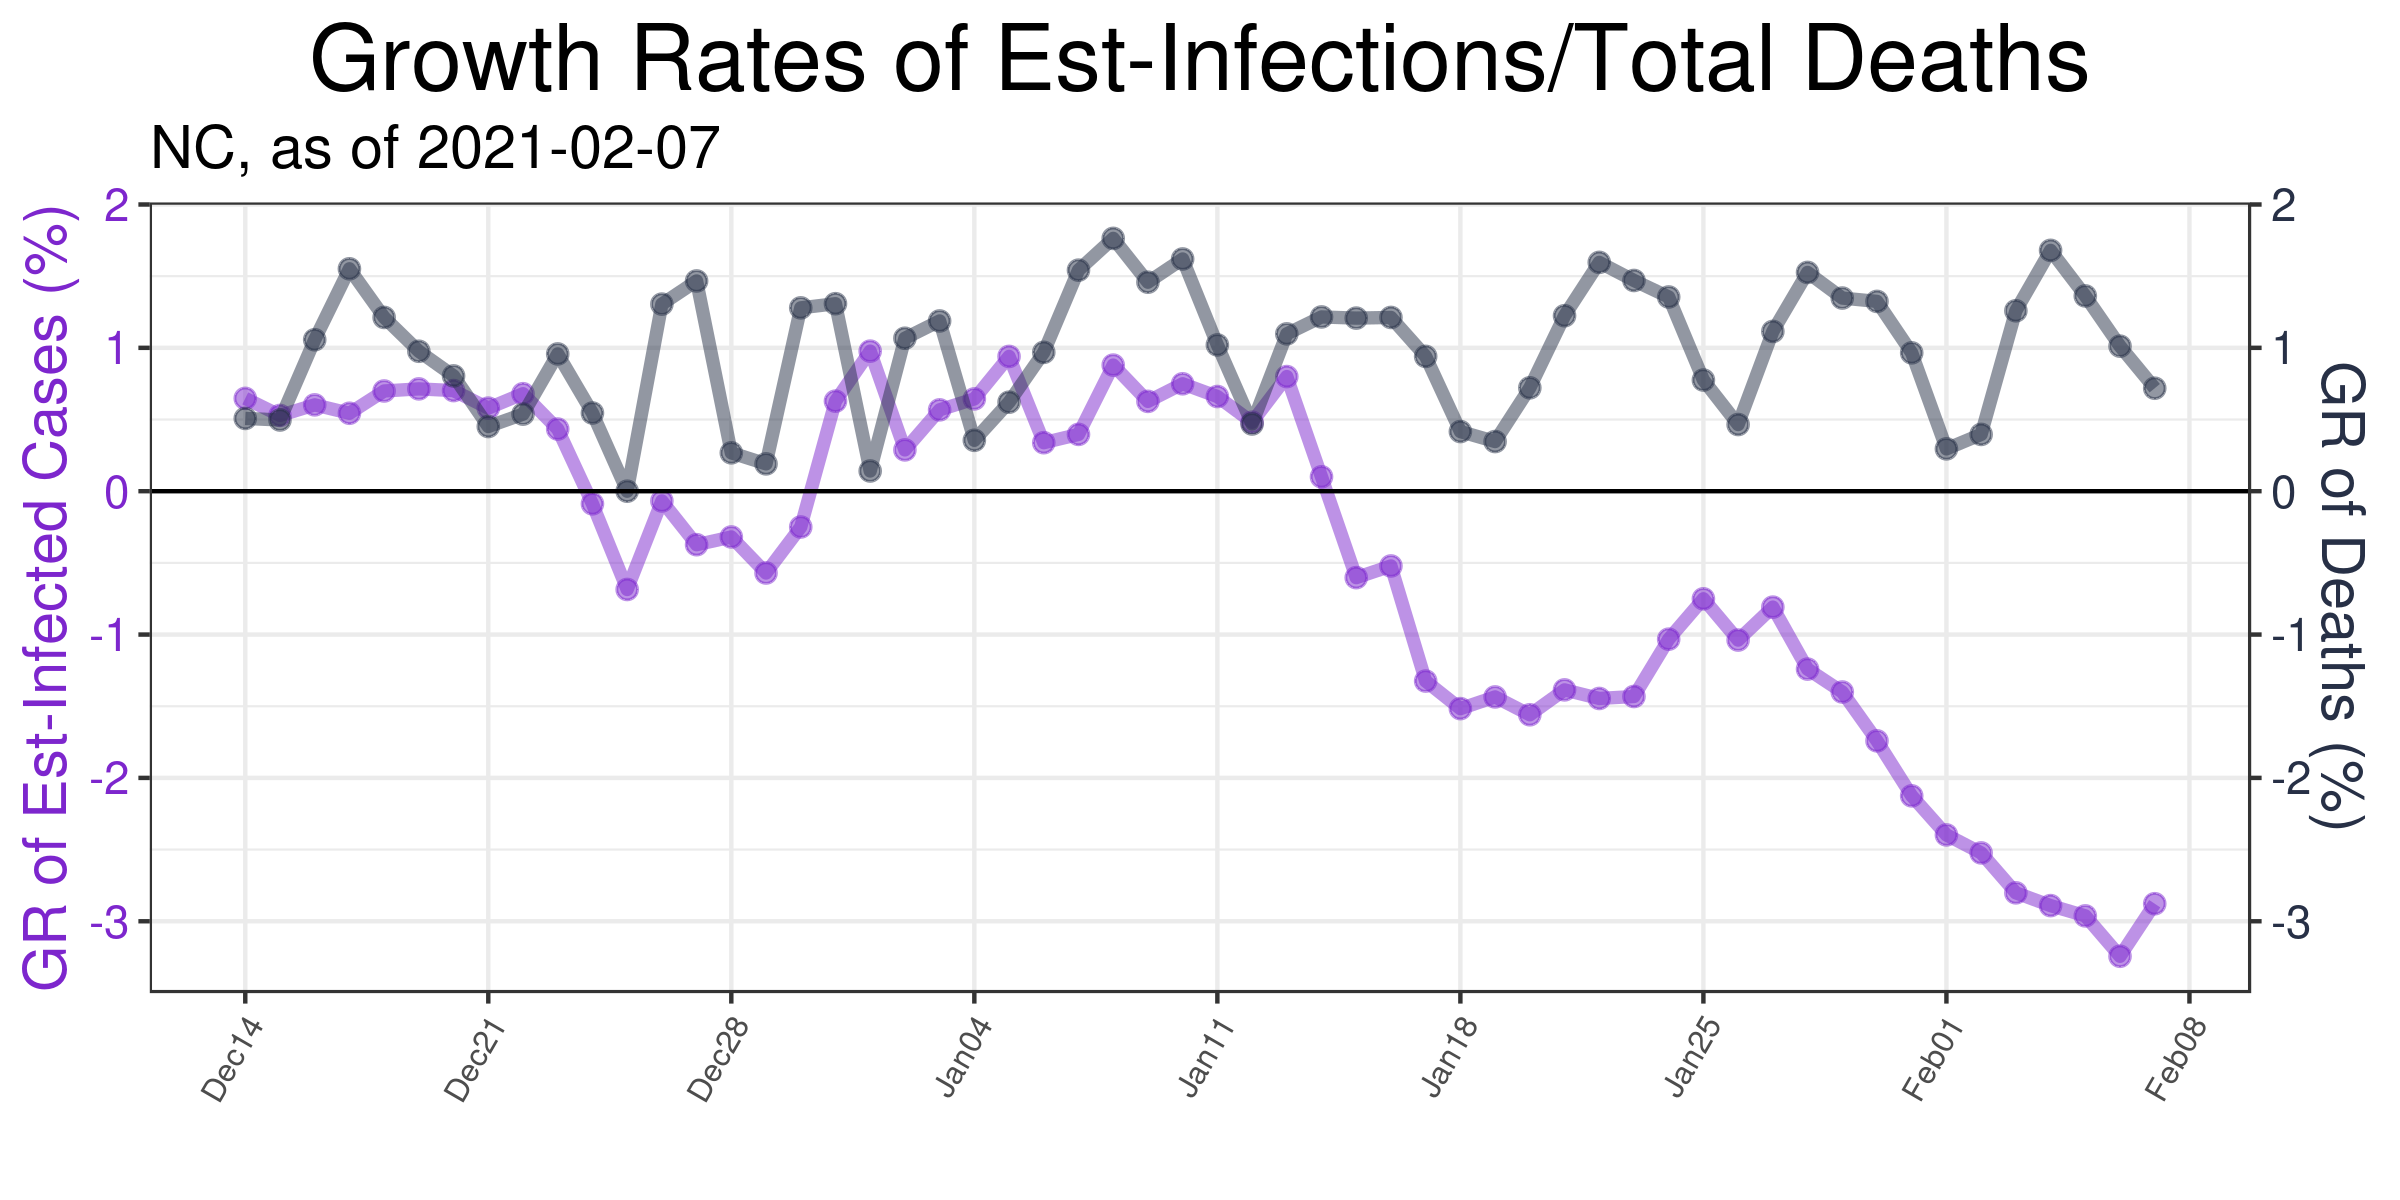 Growth Rates of Est-Infections/Total Deaths
NC, as of 2021-02-07
GR of Est-Infected Cases (%)
2
1
0
-1
-2
-3
2
1
0
-1
-2
-3
GR of Deaths (%)
Dec14
Dec21
Dec28
Jan04
Jan11
Jan18
Jan25
Feb01
Feb08